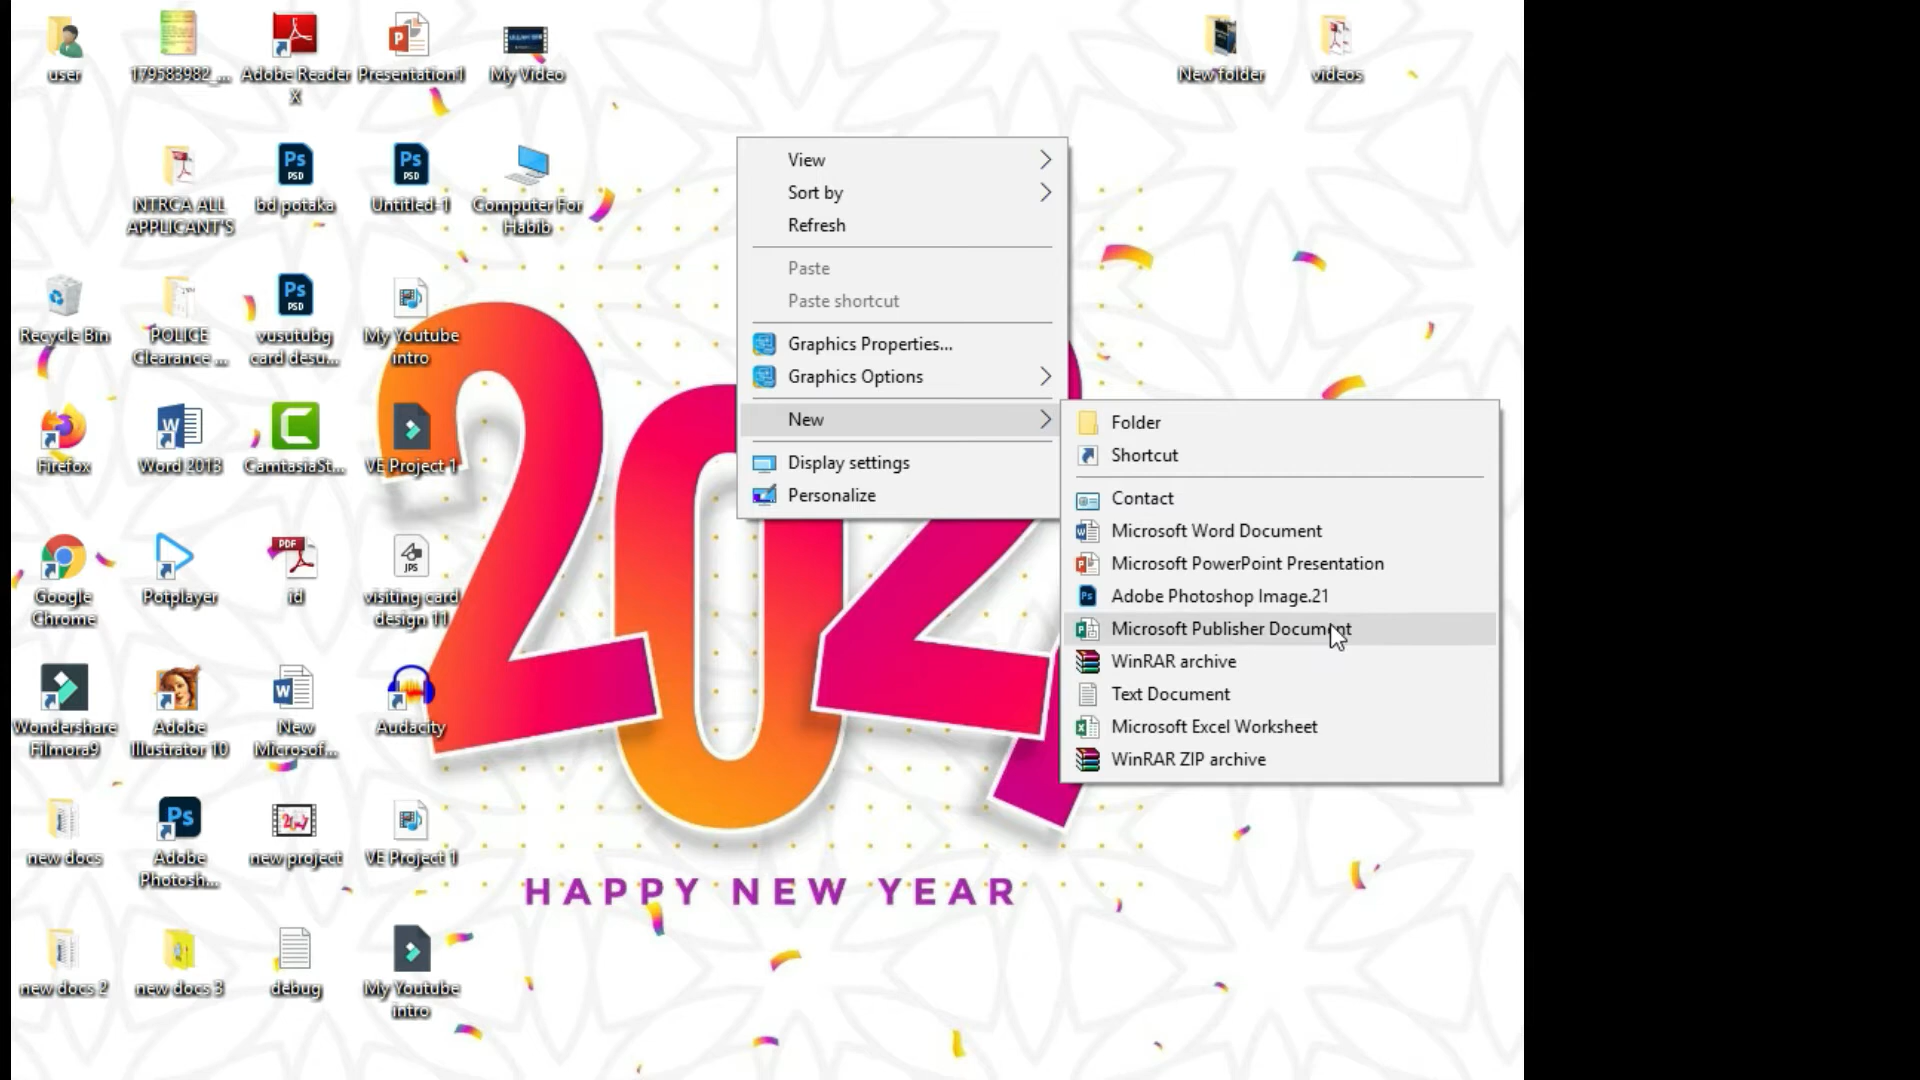 user
179583982_...
Adobe Reader
X
Presentation1
My Video
New folder
videos
NTRCA ALL
APPLICANT'S
bd potaka
Untitled-1
Computer For
Habib
Recycle Bin
POLICE
Clearance ...
vusutubg
card desu...
My Youtube
intro
Firefox
Word 2013
CamtasiaSt...
VE Project 1
Google
Chrome
Potplayer
id
visiting card
design 11
Wondershare
Filmora9
Adobe
Illustrator 10
New
Microsof...
Audacity
new docs
Adobe
Photosh...
new project
VE Project 1
new docs 2
new docs 3
debug
My Youtube
intro
View
Sort by
Refresh
Paste
Paste shortcut
Graphics Properties...
Graphics Options
New
Display settings
Personalize
Folder
Shortcut
Contact
Microsoft Word Document
Microsoft PowerPoint Presentation
Adobe Photoshop Image.21
Microsoft Publisher Document
WinRAR archive
Text Document
Microsoft Excel Worksheet
WinRAR ZIP archive
202
HAPPY NEW YEAR